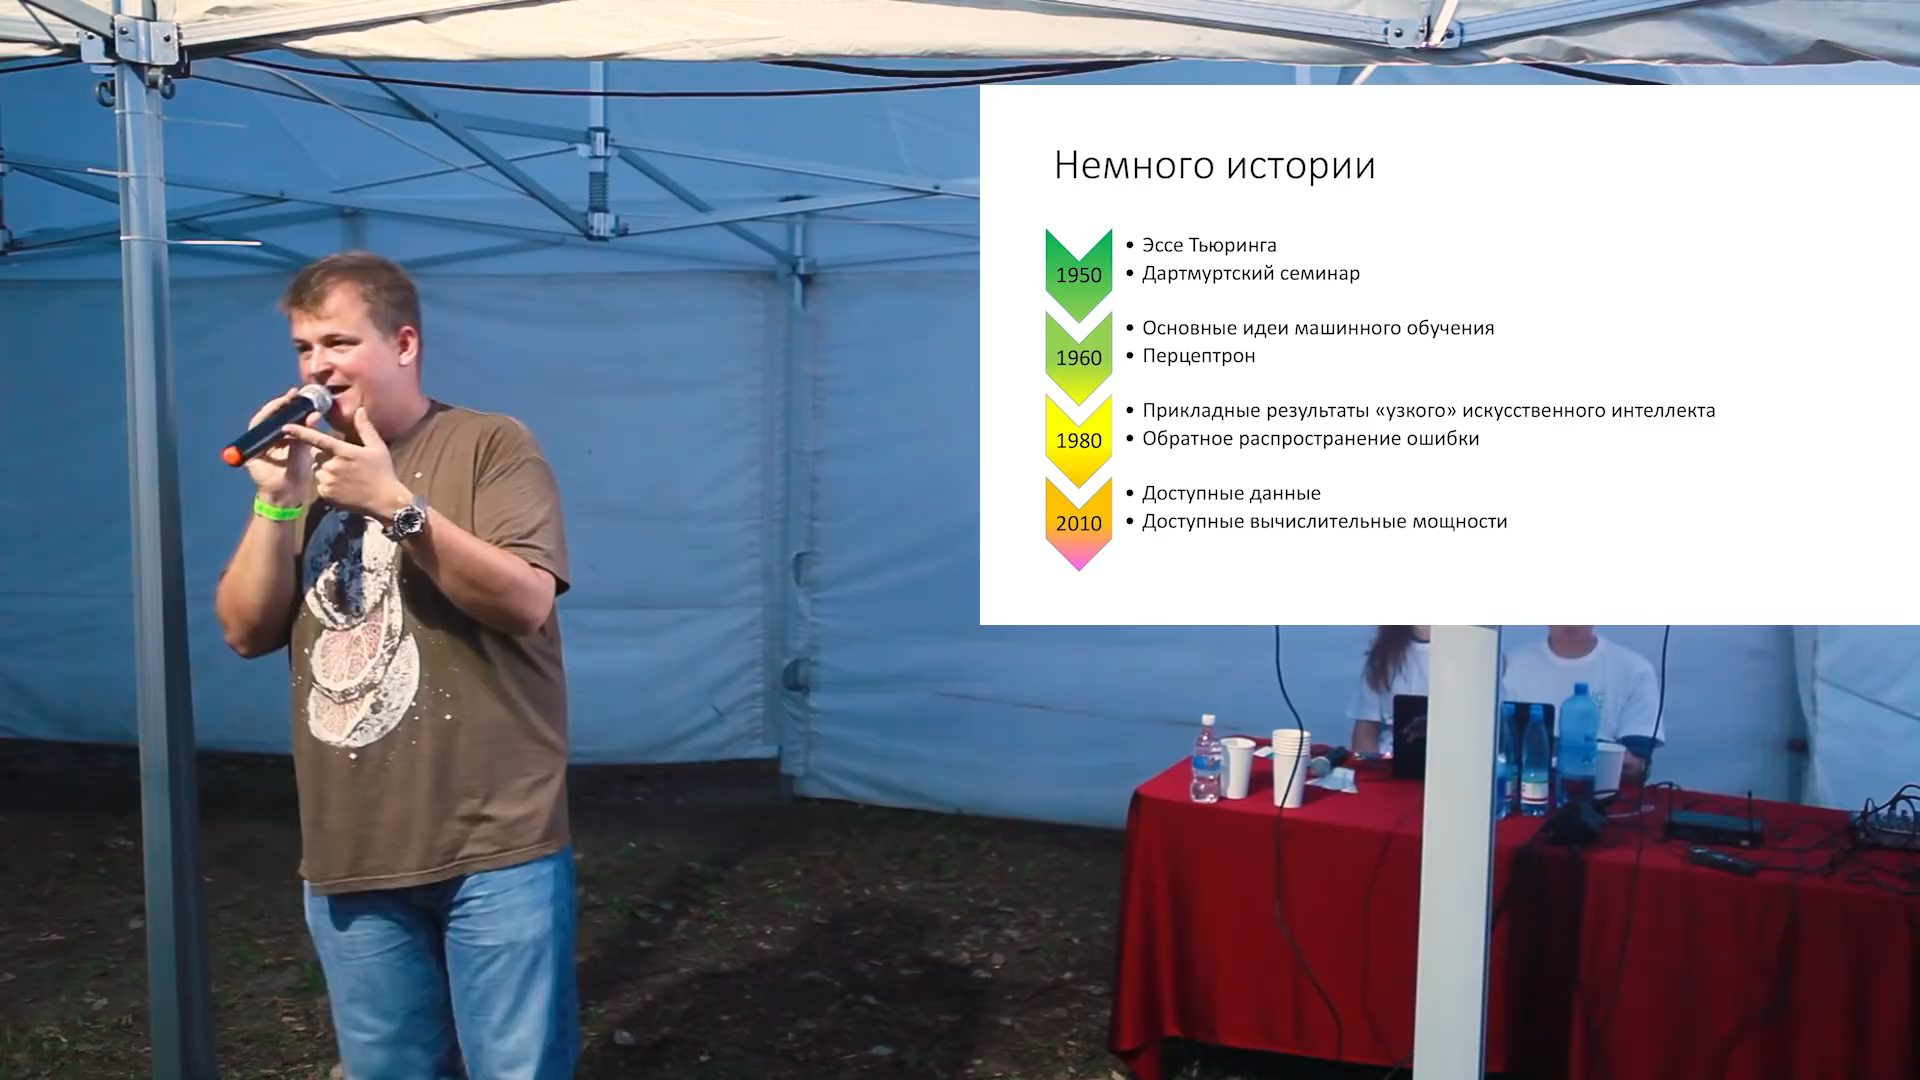 Немного истории
1950
• Эссе Тьюринга
• Дартмуртский семинар
1960
• Основные идеи машинного обучения
• Перцептрон
1980
• Прикладные результаты «узкого» искусственного интеллекта
• Обратное распространение ошибки
2010
• Доступные данные
• Доступные вычислительные мощности